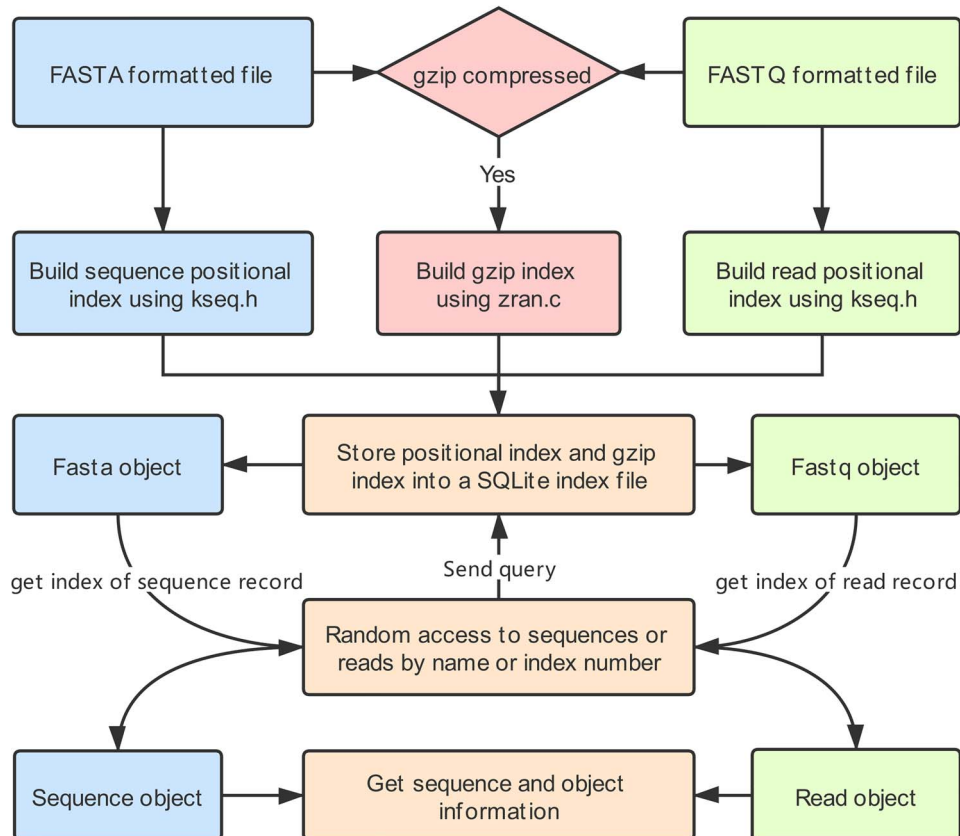 FASTA formatted file
gzip compressed
FASTQ formatted file
Yes
Build sequence positional
index using kseq.h
Build gzip index
using zran.c
Build read positional
index using kseq.h
Fasta object
Store positional index and gzip
index into a SQLite index file
Fastq object
get index of sequence record
Send query
get index of read record
Random access to sequences or
reads by name or index number
Sequence object
Get sequence and object
information
Read object